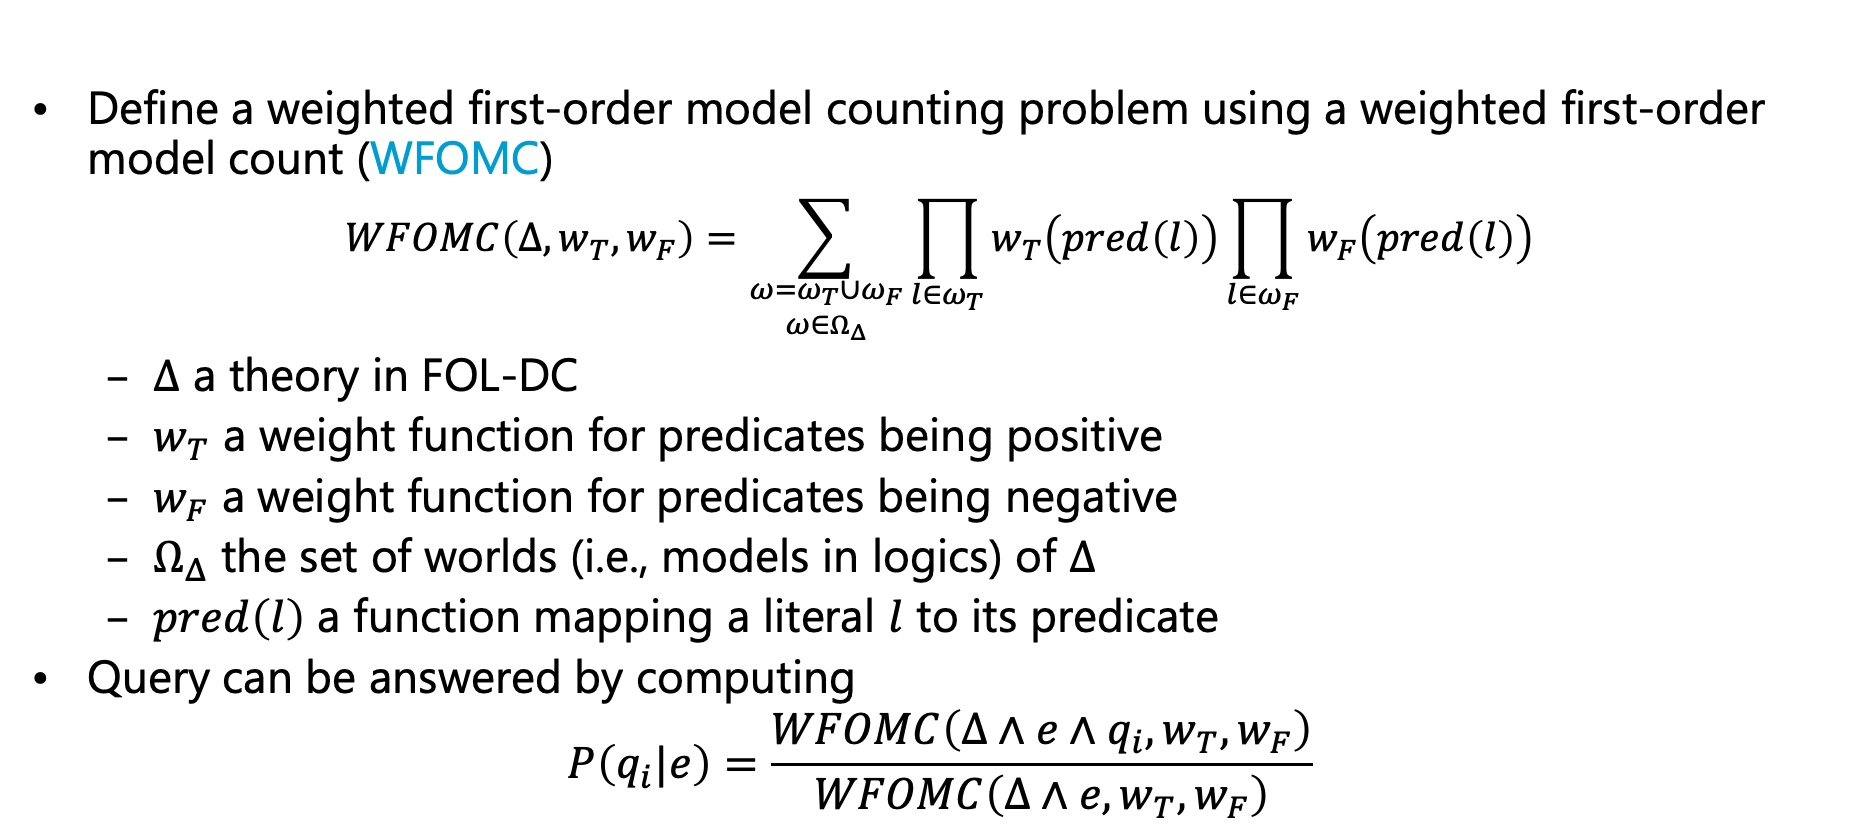 • Define a weighted first-order model counting problem using a weighted first-order
model count (WFOMC)
𝑊𝐹𝑂𝑀𝐶(Δ, 𝑤_𝑇, 𝑤_𝐹) = ∑_{𝜔=𝜔_𝑇∪𝜔_𝐹, 𝜔∈Ω_Δ} ∏_{𝑙∈𝜔_𝑇} 𝑤_𝑇(𝑝𝑟𝑒𝑑(𝑙)) ∏_{𝑙∈𝜔_𝐹} 𝑤_𝐹(𝑝𝑟𝑒𝑑(𝑙))
– Δ a theory in FOL-DC
– 𝑤_𝑇 a weight function for predicates being positive
– 𝑤_𝐹 a weight function for predicates being negative
– Ω_Δ the set of worlds (i.e., models in logics) of Δ
– 𝑝𝑟𝑒𝑑(𝑙) a function mapping a literal 𝑙 to its predicate
• Query can be answered by computing
𝑃(𝑞_𝑖|𝑒) = 𝑊𝐹𝑂𝑀𝐶(Δ ∧ 𝑒 ∧ 𝑞_𝑖, 𝑤_𝑇, 𝑤_𝐹) / 𝑊𝐹𝑂𝑀𝐶(Δ ∧ 𝑒, 𝑤_𝑇, 𝑤_𝐹)